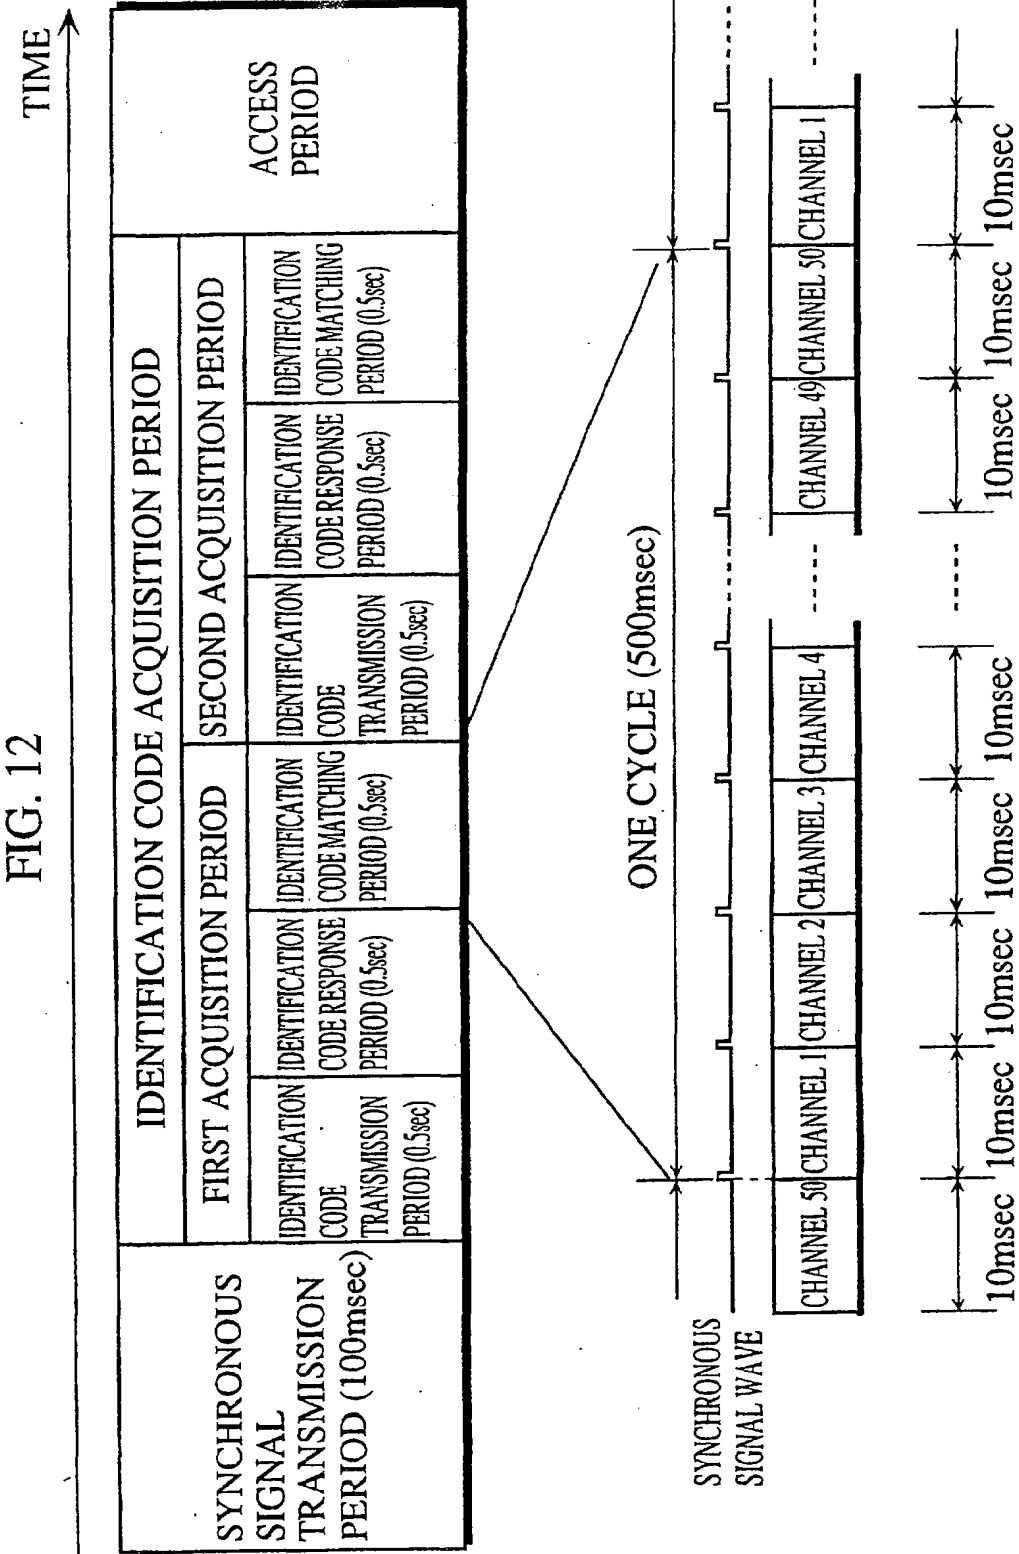 FIG. 12
TIME
SYNCHRONOUS
SIGNAL
TRANSMISSION
PERIOD (100msec)
IDENTIFICATION CODE ACQUISITION PERIOD
FIRST ACQUISITION PERIOD
SECOND ACQUISITION PERIOD
IDENTIFICATION
CODE
TRANSMISSION
PERIOD (0.5sec)
IDENTIFICATION
CODE RESPONSE
PERIOD (0.5sec)
IDENTIFICATION
CODE MATCHING
PERIOD (0.5sec)
IDENTIFICATION
CODE
TRANSMISSION
PERIOD (0.5sec)
IDENTIFICATION
CODE RESPONSE
PERIOD (0.5sec)
IDENTIFICATION
CODE MATCHING
PERIOD (0.5sec)
ACCESS
PERIOD
ONE CYCLE (500msec)
SYNCHRONOUS
SIGNAL WAVE
CHANNEL 50 CHANNEL 1 CHANNEL 2 CHANNEL 3 CHANNEL 4 CHANNEL 49 CHANNEL 50 CHANNEL 1
10msec 10msec 10msec 10msec 10msec 10msec 10msec 10msec